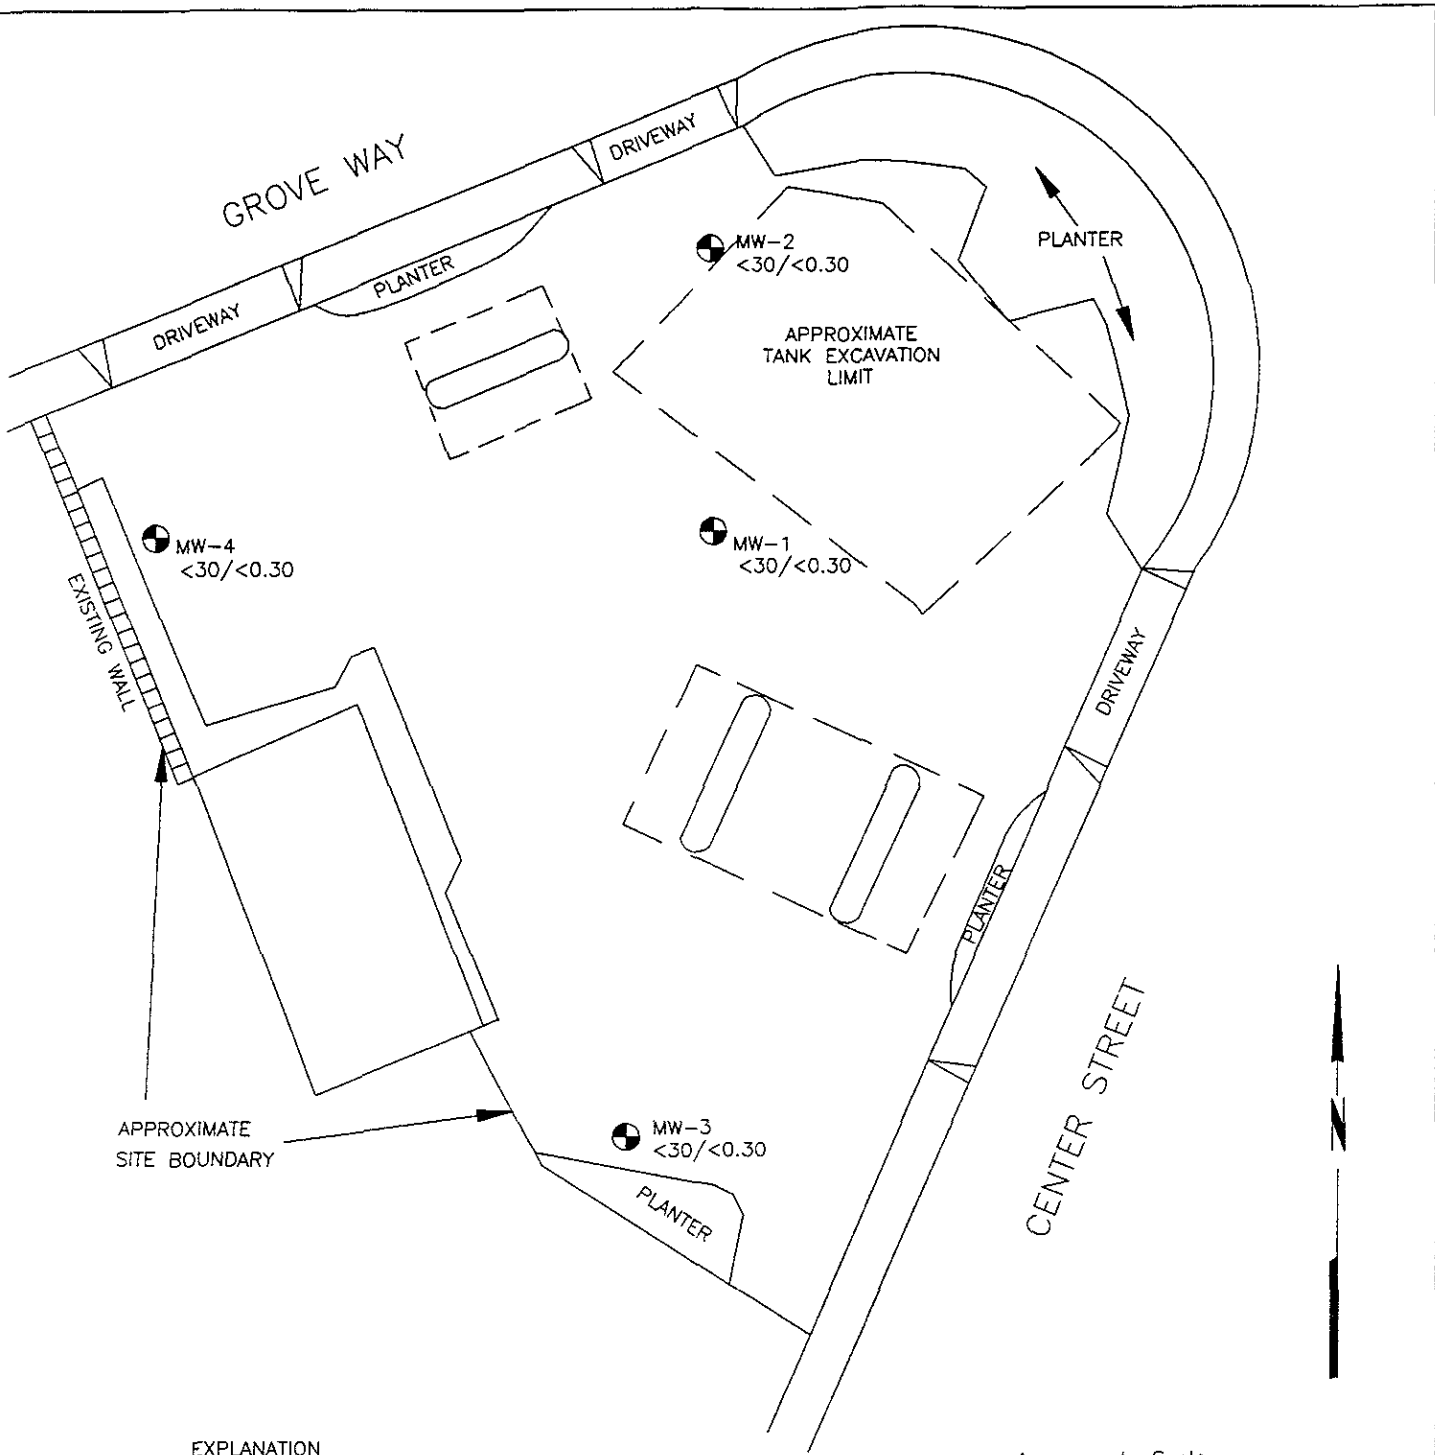 GROVE WAY
DRIVEWAY
DRIVEWAY
PLANTER
PLANTER
MW-2
<30/<0.30
APPROXIMATE
TANK EXCAVATION
LIMIT
MW-4
<30/<0.30
MW-1
<30/<0.30
EXISTING WALL
DRIVEWAY
PLANTER
CENTER STREET
APPROXIMATE
SITE BOUNDARY
MW-3
<30/<0.30
PLANTER
N
EXPLANATION